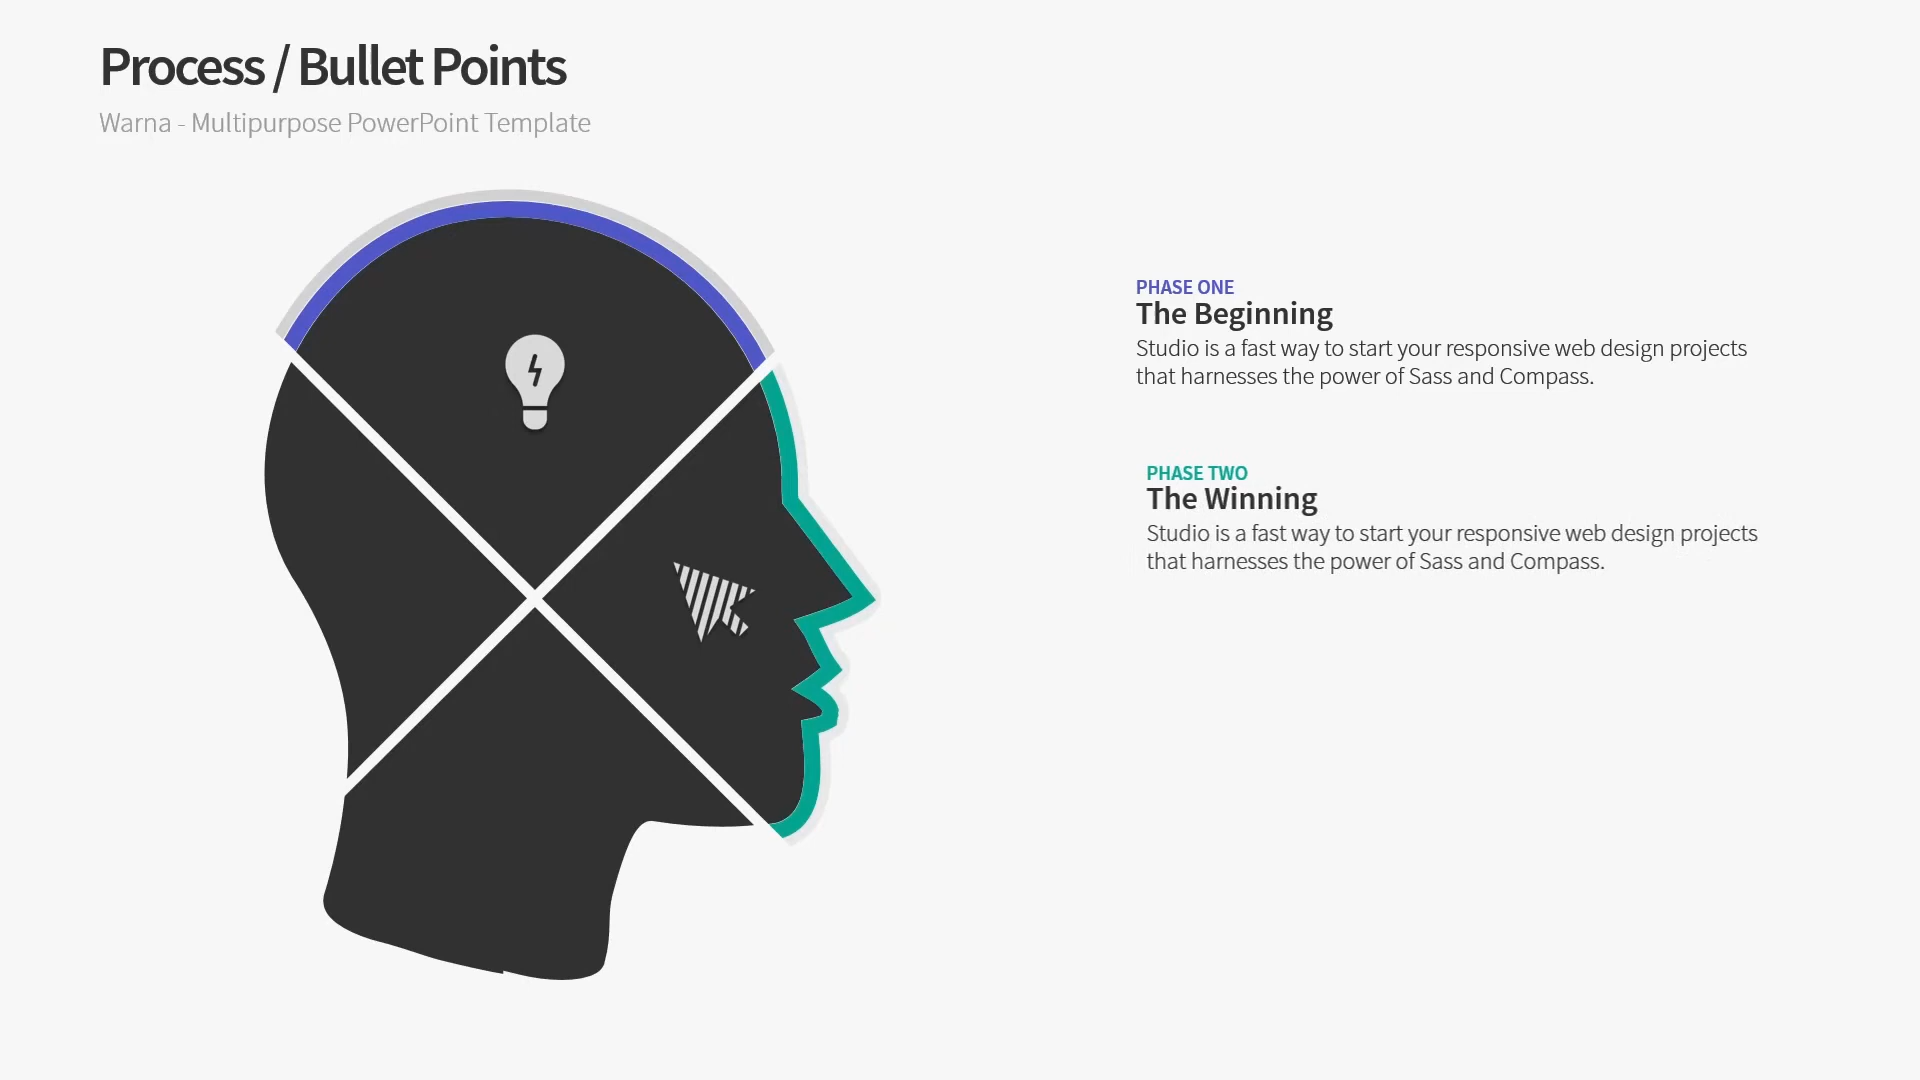 Process / Bullet Points
Warna - Multipurpose PowerPoint Template
PHASE ONE
The Beginning
Studio is a fast way to start your responsive web design projects
that harnesses the power of Sass and Compass.
PHASE TWO
The Winning
Studio is a fast way to start your responsive web design projects
that harnesses the power of Sass and Compass.